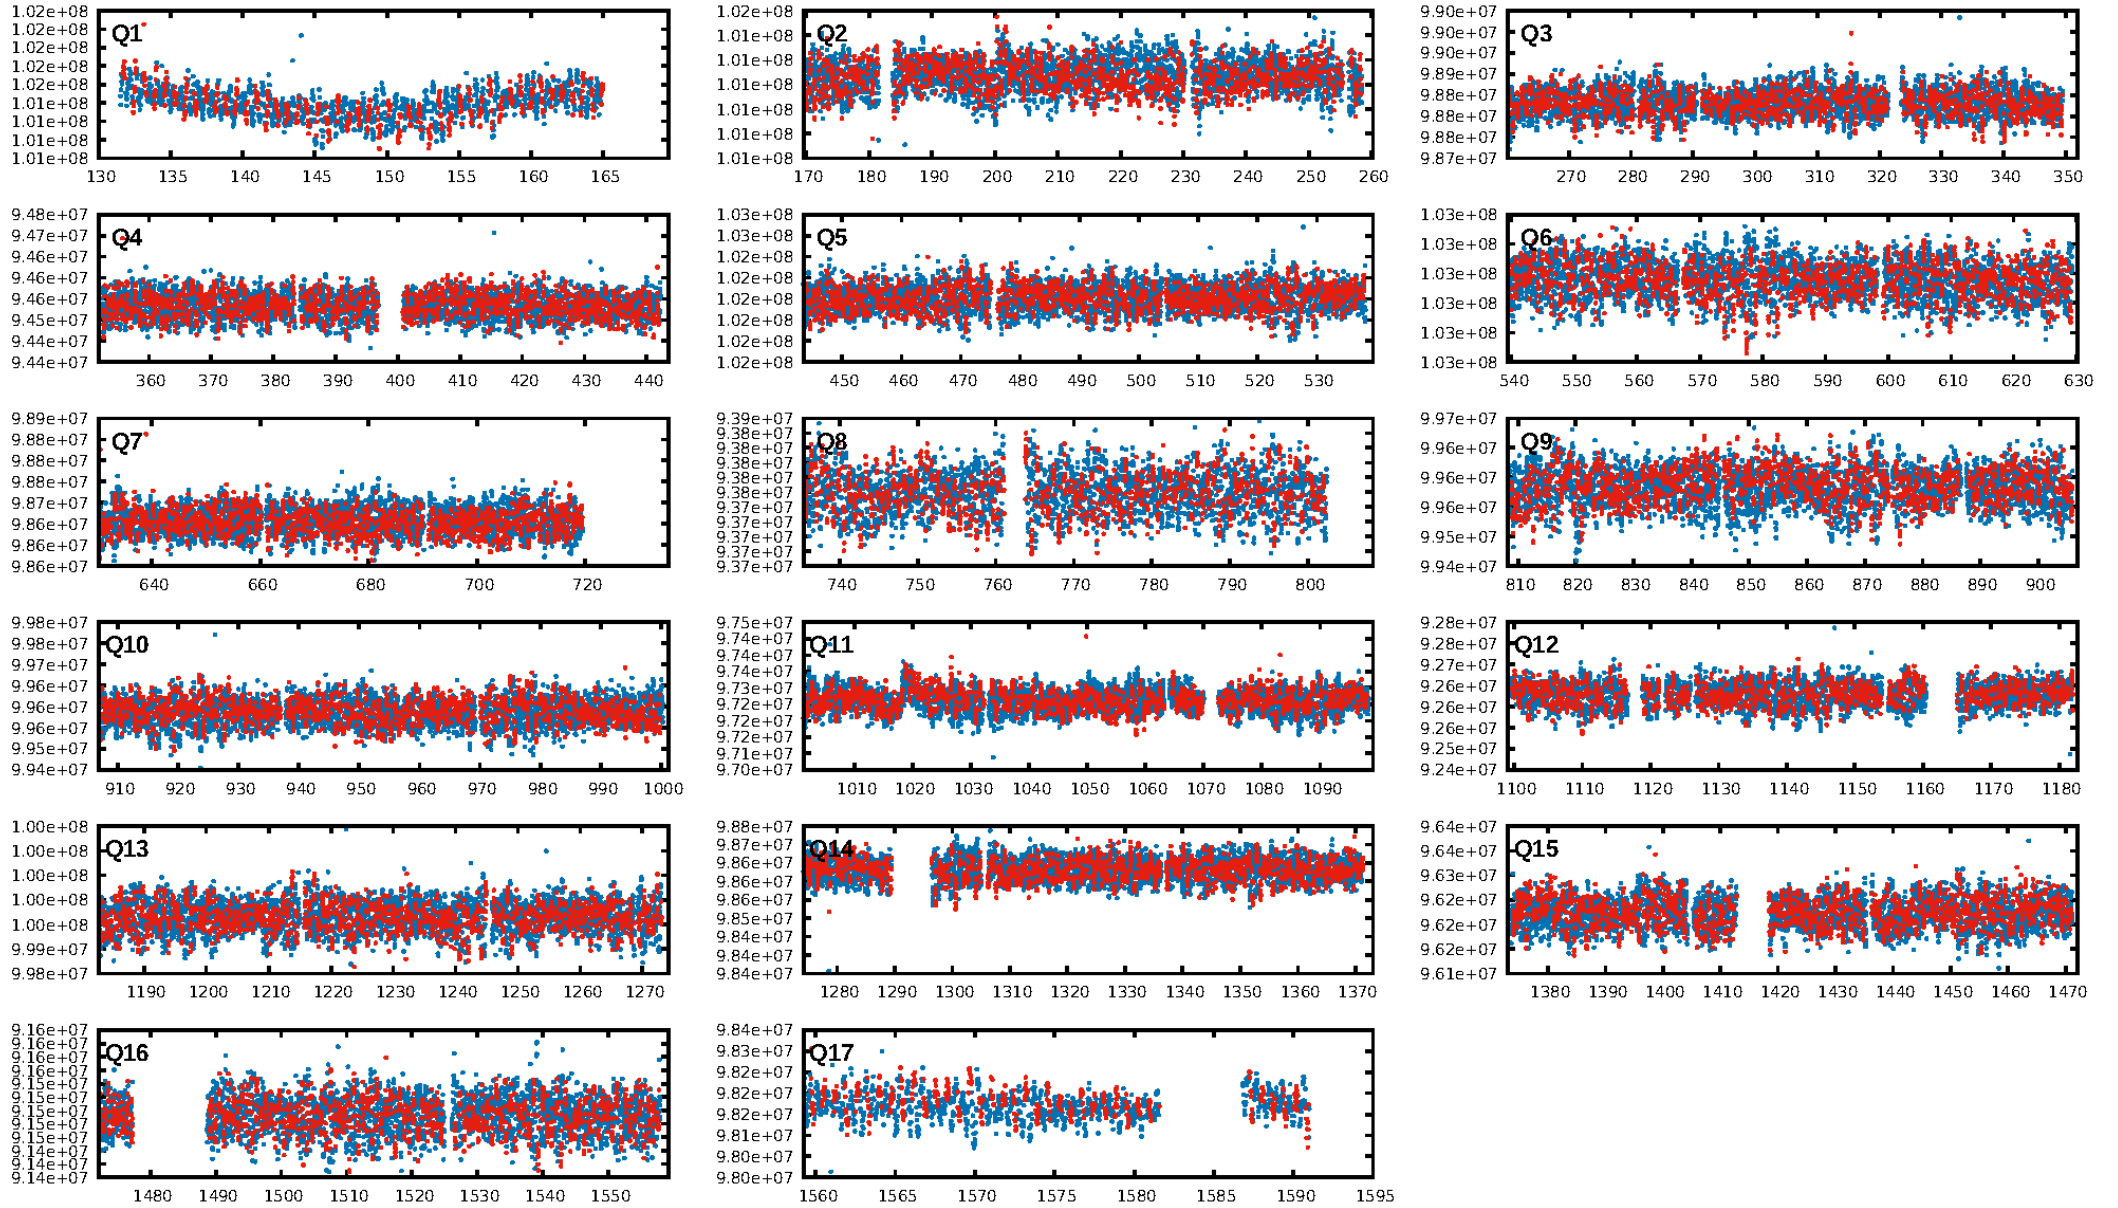 Q1
1.02e+08
1.02e+08
1.02e+08
1.02e+08
1.02e+08
1.01e+08
1.01e+08
1.01e+08
1.01e+08
130 135 140 145 150 155 160 165
Q2
1.02e+08
1.01e+08
1.01e+08
1.01e+08
1.01e+08
1.01e+08
1.01e+08
170 180 190 200 210 220 230 240 250 260
Q3
9.90e+07
9.90e+07
9.90e+07
9.89e+07
9.88e+07
9.88e+07
9.88e+07
9.87e+07
270 280 290 300 310 320 330 340 350
Q4
9.48e+07
9.47e+07
9.46e+07
9.46e+07
9.46e+07
9.45e+07
9.44e+07
9.44e+07
360 370 380 390 400 410 420 430 440
Q5
1.03e+08
1.03e+08
1.02e+08
1.02e+08
1.02e+08
1.02e+08
1.02e+08
1.02e+08
450 460 470 480 490 500 510 520 530
Q6
1.03e+08
1.03e+08
1.03e+08
1.03e+08
1.03e+08
1.03e+08
540 550 560 570 580 590 600 610 620 630
Q7
9.89e+07
9.88e+07
9.88e+07
9.88e+07
9.87e+07
9.86e+07
9.86e+07
9.86e+07
640 660 680 700 720
Q8
9.39e+07
9.38e+07
9.38e+07
9.38e+07
9.38e+07
9.38e+07
9.37e+07
9.37e+07
9.37e+07
9.37e+07
9.37e+07
740 750 760 770 780 790 800
Q9
9.97e+07
9.96e+07
9.96e+07
9.96e+07
9.95e+07
9.94e+07
810 820 830 840 850 860 870 880 890 900
Q10
9.98e+07
9.98e+07
9.97e+07
9.96e+07
9.96e+07
9.96e+07
9.95e+07
9.94e+07
910 920 930 940 950 960 970 980 990 1000
Q11
9.75e+07
9.74e+07
9.74e+07
9.74e+07
9.73e+07
9.72e+07
9.72e+07
9.72e+07
9.71e+07
9.70e+07
1010 1020 1030 1040 1050 1060 1070 1080 1090
Q12
9.28e+07
9.28e+07
9.27e+07
9.26e+07
9.26e+07
9.26e+07
9.25e+07
9.24e+07
1100 1110 1120 1130 1140 1150 1160 1170 1180
Q13
1.00e+08
1.00e+08
1.00e+08
1.00e+08
1.00e+08
9.99e+07
9.98e+07
1190 1200 1210 1220 1230 1240 1250 1260 1270
Q14
9.88e+07
9.87e+07
9.86e+07
9.86e+07
9.86e+07
9.85e+07
9.84e+07
9.84e+07
9.84e+07
1280 1290 1300 1310 1320 1330 1340 1350 1360 1370
Q15
9.64e+07
9.64e+07
9.63e+07
9.62e+07
9.62e+07
9.62e+07
9.61e+07
1380 1390 1400 1410 1420 1430 1440 1450 1460 1470
Q16
9.16e+07
9.16e+07
9.16e+07
9.16e+07
9.15e+07
9.15e+07
9.15e+07
9.15e+07
9.15e+07
9.14e+07
9.14e+07
9.14e+07
1480 1490 1500 1510 1520 1530 1540 1550
Q17
9.84e+07
9.83e+07
9.82e+07
9.82e+07
9.82e+07
9.81e+07
9.80e+07
9.80e+07
1560 1565 1570 1575 1580 1585 1590 1595